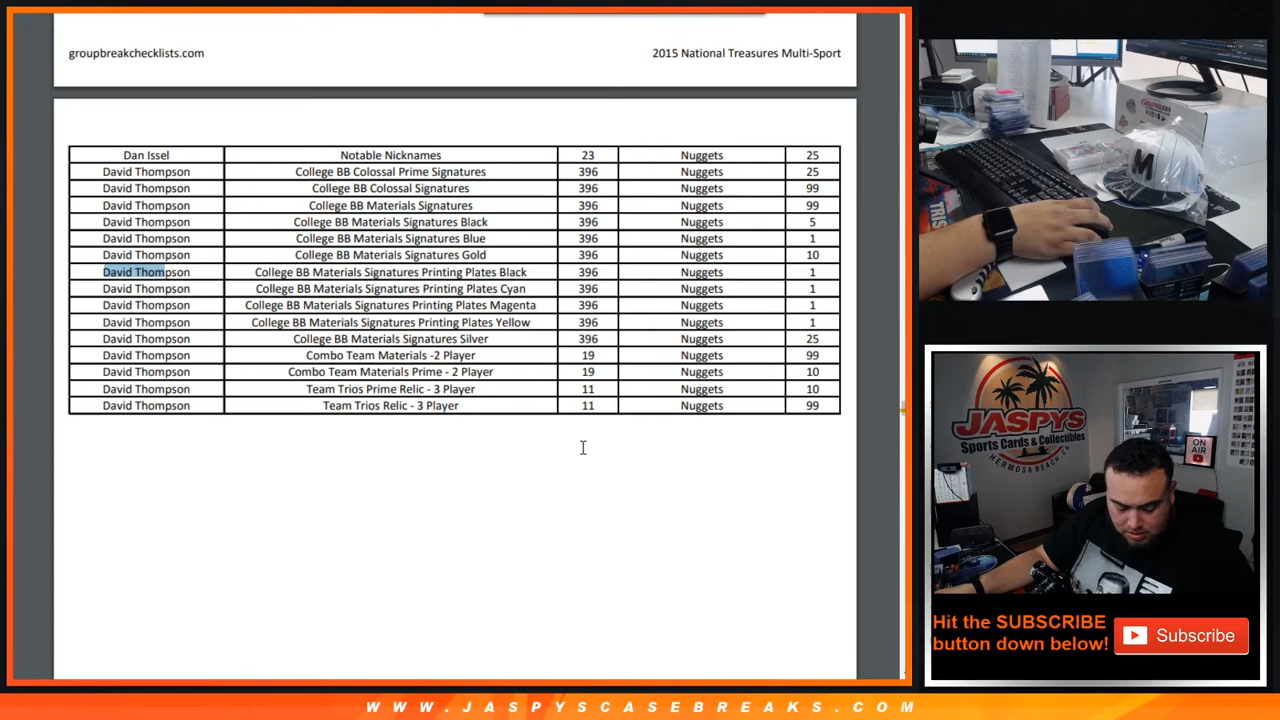 groupbreakchecklists.com 2015 National Treasures Multi-Sport
Dan Issel Notable Nicknames 23 Nuggets 25
David Thompson College BB Colossal Prime Signatures 396 Nuggets 25
David Thompson College BB Colossal Signatures 396 Nuggets 99
David Thompson College BB Materials Signatures 396 Nuggets 99
David Thompson College BB Materials Signatures Black 396 Nuggets 5
David Thompson College BB Materials Signatures Blue 396 Nuggets 1
David Thompson College BB Materials Signatures Gold 396 Nuggets 10
David Thompson College BB Materials Signatures Printing Plates Black 396 Nuggets 1
David Thompson College BB Materials Signatures Printing Plates Cyan 396 Nuggets 1
David Thompson College BB Materials Signatures Printing Plates Magenta 396 Nuggets 1
David Thompson College BB Materials Signatures Printing Plates Yellow 396 Nuggets 1
David Thompson College BB Materials Signatures Silver 396 Nuggets 25
David Thompson Combo Team Materials -2 Player 19 Nuggets 99
David Thompson Combo Team Materials Prime - 2 Player 19 Nuggets 10
David Thompson Team Trios Prime Relic - 3 Player 11 Nuggets 10
David Thompson Team Trios Relic - 3 Player 11 Nuggets 99
JASPYS
M
JASPYS
Sports Cards & Collectibles
HERMOSA BEACH, CA
ON
AIR
Hit the SUBSCRIBE
button down below!
Subscribe
WWW.JASPYSCASEBREAKS.COM